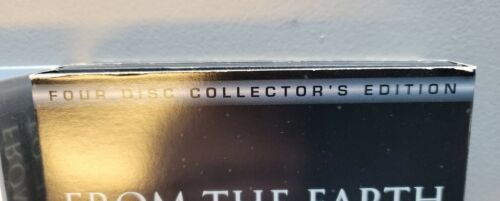 FOUR DISC COLLECTOR'S EDITION
FROM THE EARTH